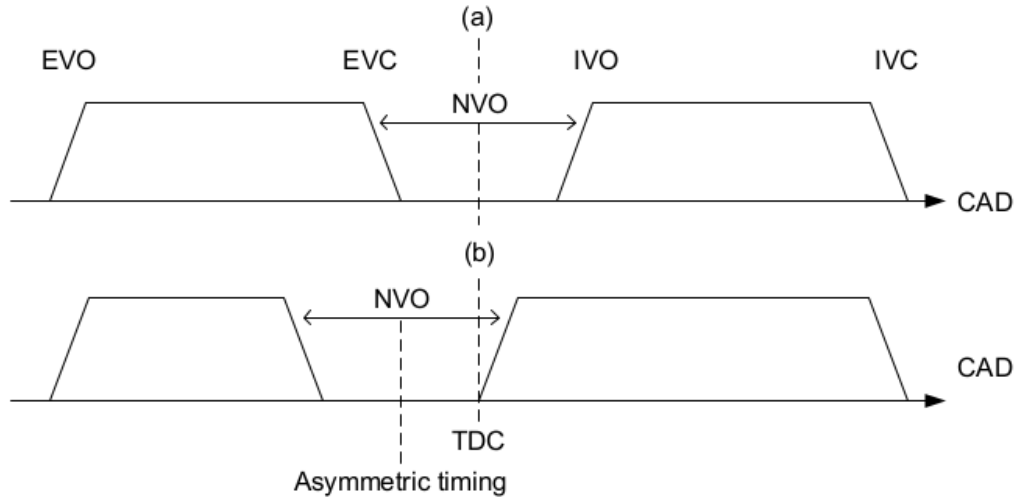 (a)
EVO EVC IVO IVC
NVO
CAD
(b)
NVO
CAD
TDC
Asymmetric timing